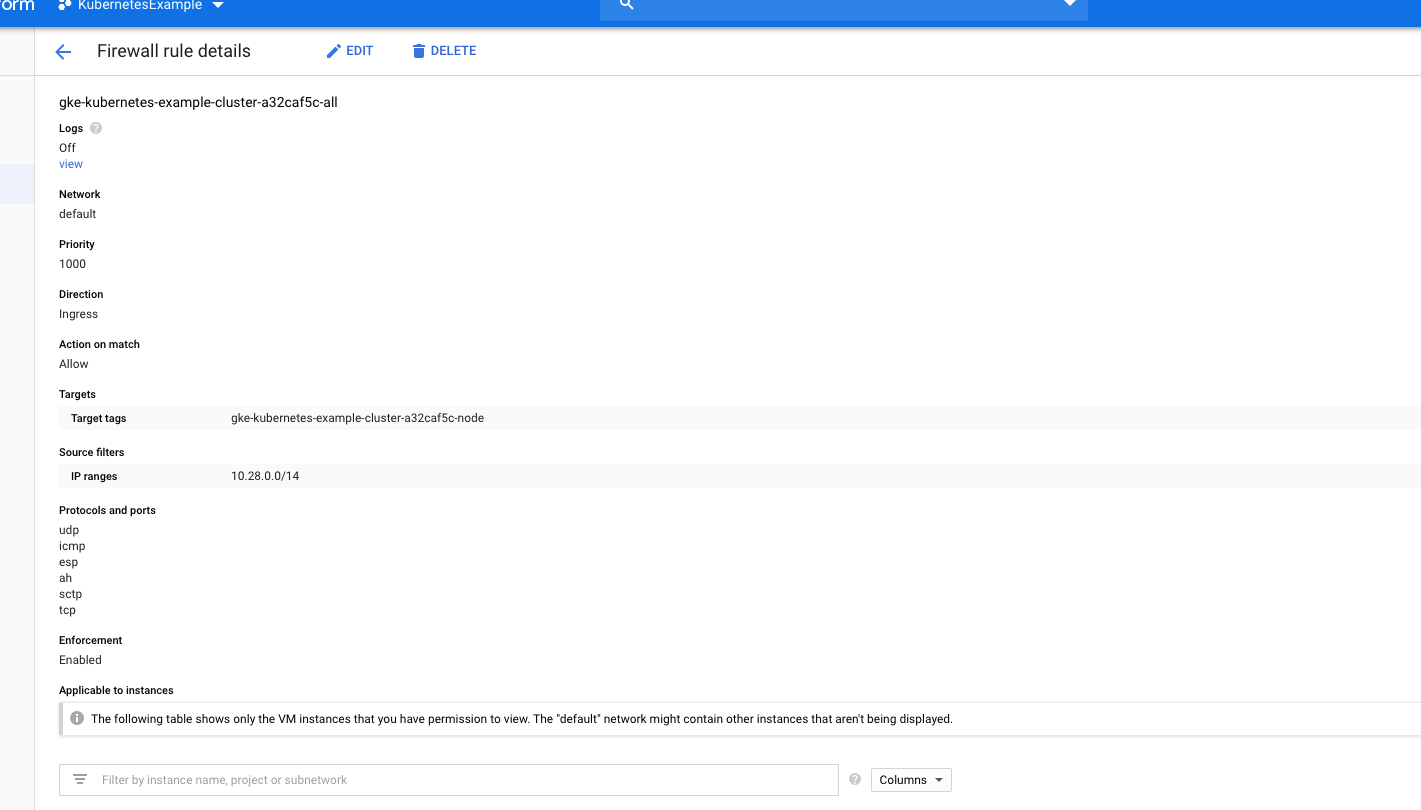 KubernetesExample
Firewall rule details EDIT DELETE
gke-kubernetes-example-cluster-a32caf5c-all
Logs ?
Off
view
Network
default
Priority
1000
Direction
Ingress
Action on match
Allow
Targets
Target tags gke-kubernetes-example-cluster-a32caf5c-node
Source filters
IP ranges 10.28.0.0/14
Protocols and ports
udp
icmp
esp
ah
sctp
tcp
Enforcement
Enabled
Applicable to instances
The following table shows only the VM instances that you have permission to view. The "default" network might contain other instances that aren't being displayed.
Filter by instance name, project or subnetwork ? Columns